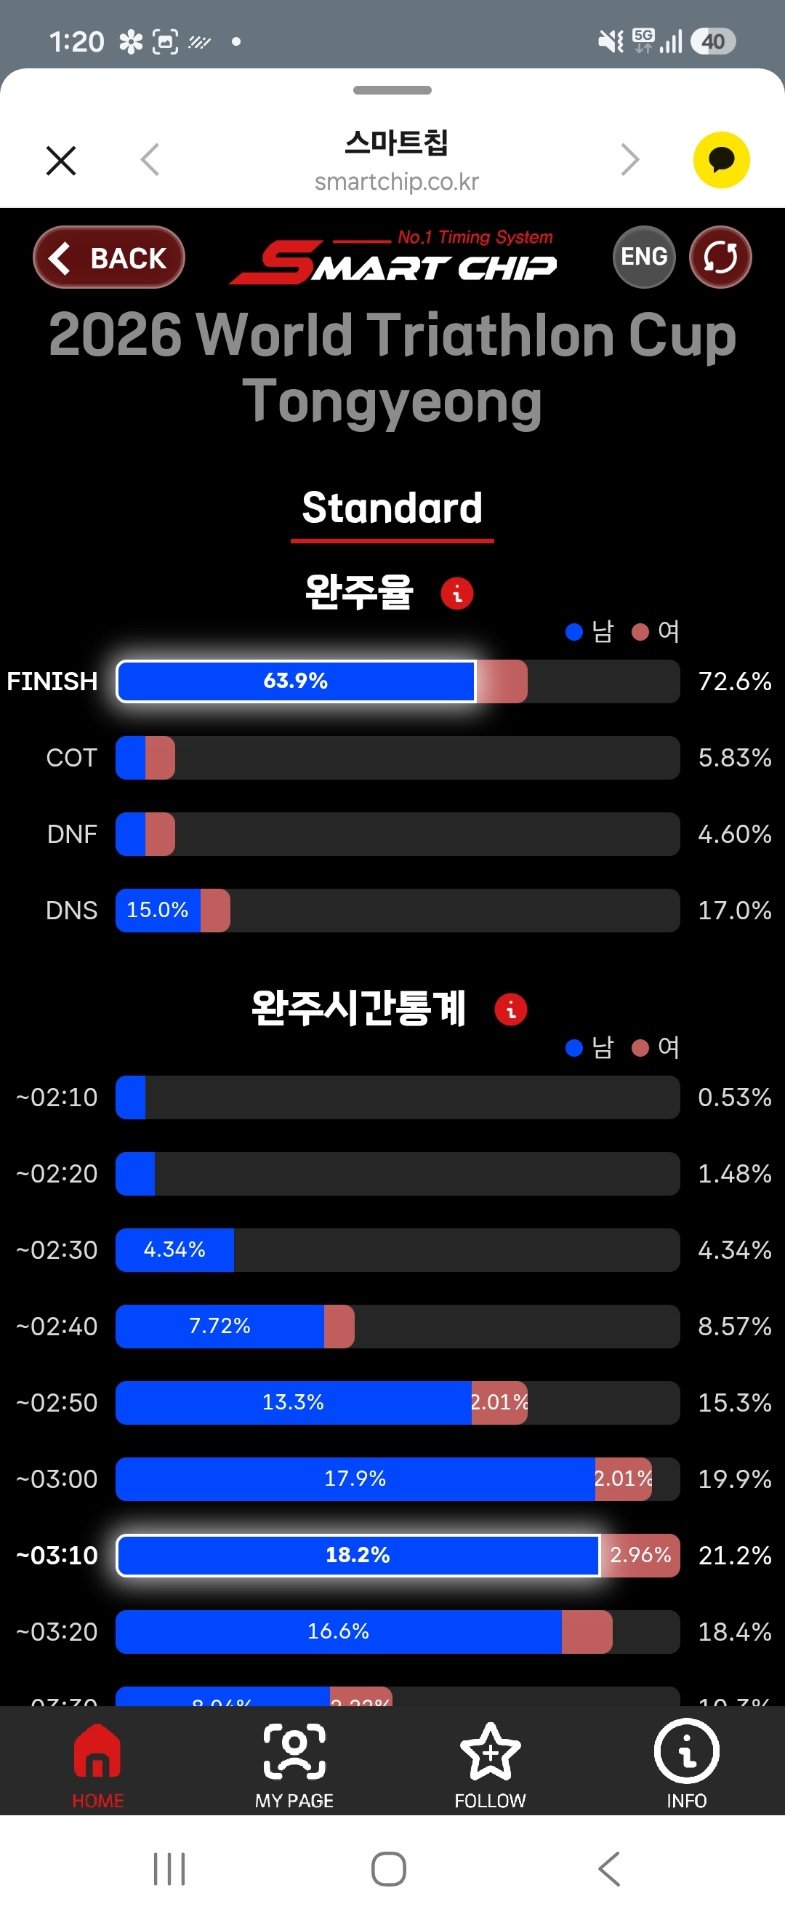 1:20
5G
40
스마트칩
smartchip.co.kr
BACK
No.1 Timing System
SMART CHIP
ENG
2026 World Triathlon Cup
Tongyeong
Standard
완주율
남 여
FINISH 63.9% 72.6%
COT 5.83%
DNF 4.60%
DNS 15.0% 17.0%
완주시간통계
남 여
~02:10 0.53%
~02:20 1.48%
~02:30 4.34% 4.34%
~02:40 7.72% 8.57%
~02:50 13.3% 2.01% 15.3%
~03:00 17.9% 2.01% 19.9%
~03:10 18.2% 2.96% 21.2%
~03:20 16.6% 18.4%
HOME
MY PAGE
FOLLOW
INFO